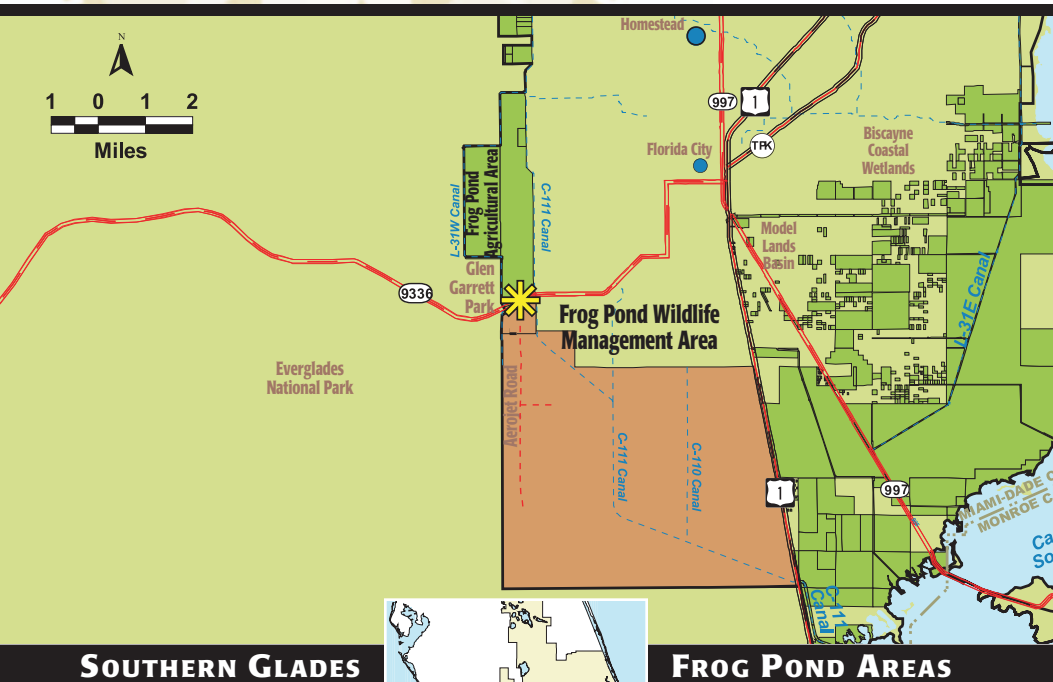 Homestead
N
1 0 1 2
Miles
997
1
Florida City
TPK
Biscayne
Coastal
Wetlands
L-31W Canal
Frog Pond
Agricultural Area
C-111 Canal
Model
Lands
Basin
Glen
Garrett
Park
9336
Frog Pond Wildlife
Management Area
L-31E Canal
Everglades
National Park
Aerojet Road
C-111 Canal
C-110 Canal
1
997
MIAMI-DADE C
MONROE C
Ca
So
C-111
Canal
SOUTHERN GLADES
FROG POND AREAS